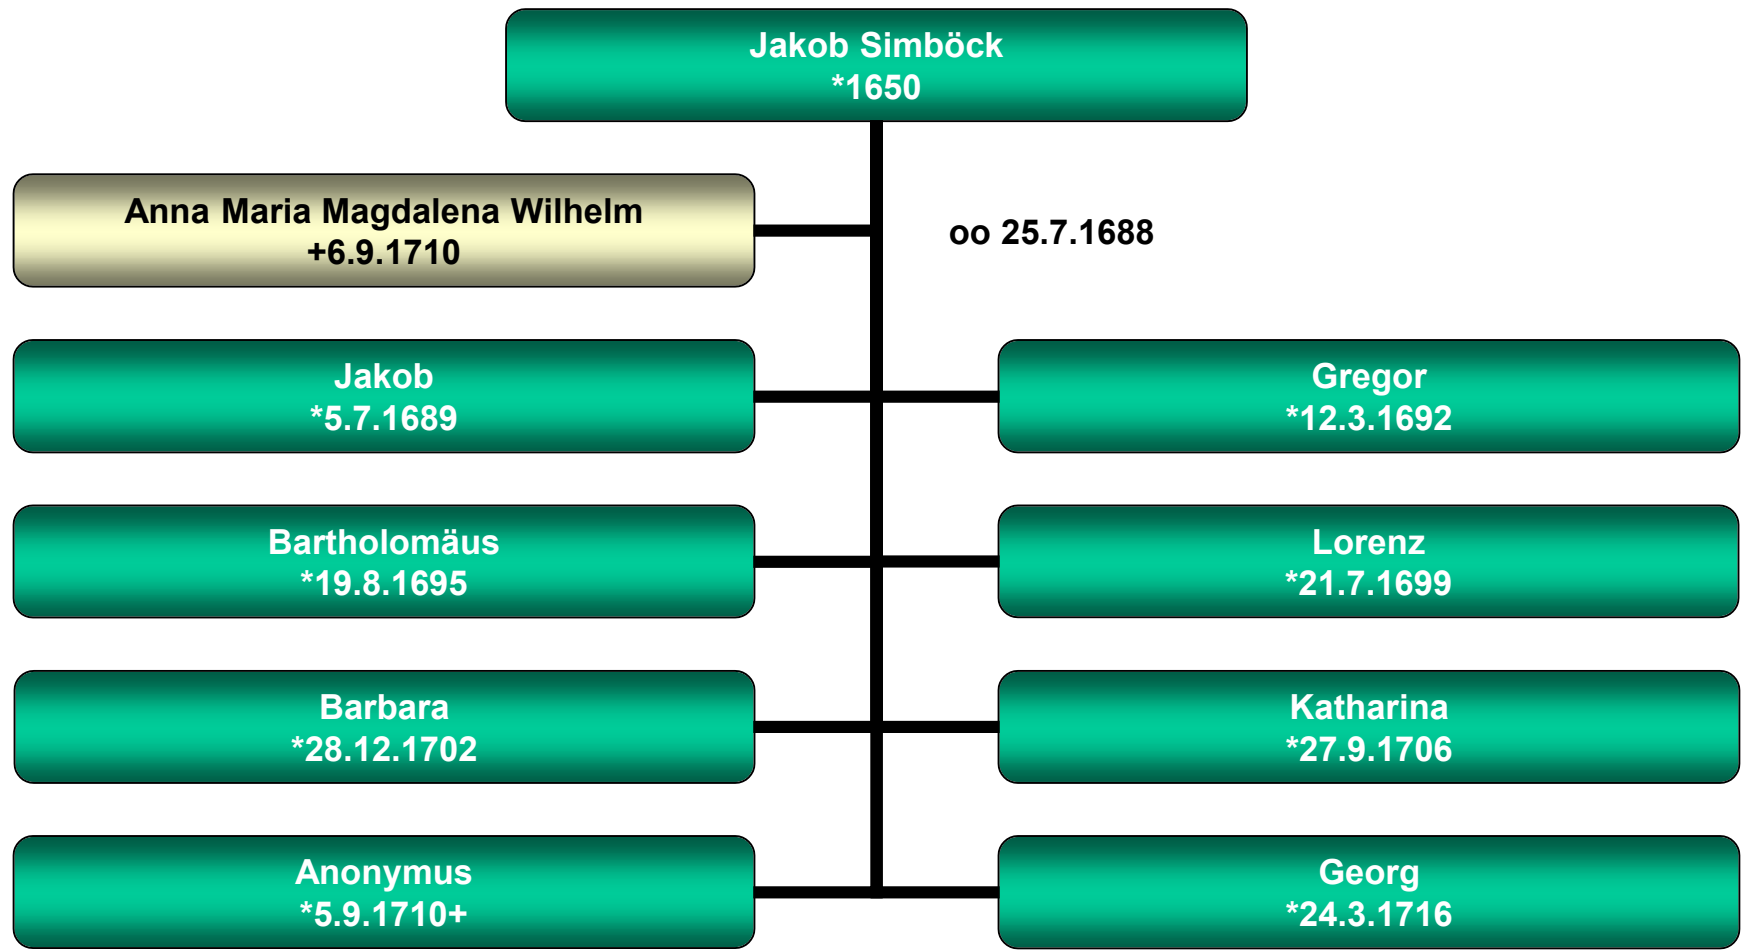 Jakob Simböck
*1650
Anna Maria Magdalena Wilhelm
+6.9.1710
oo 25.7.1688
Jakob
*5.7.1689
Gregor
*12.3.1692
Bartholomäus
*19.8.1695
Lorenz
*21.7.1699
Barbara
*28.12.1702
Katharina
*27.9.1706
Anonymus
*5.9.1710+
Georg
*24.3.1716